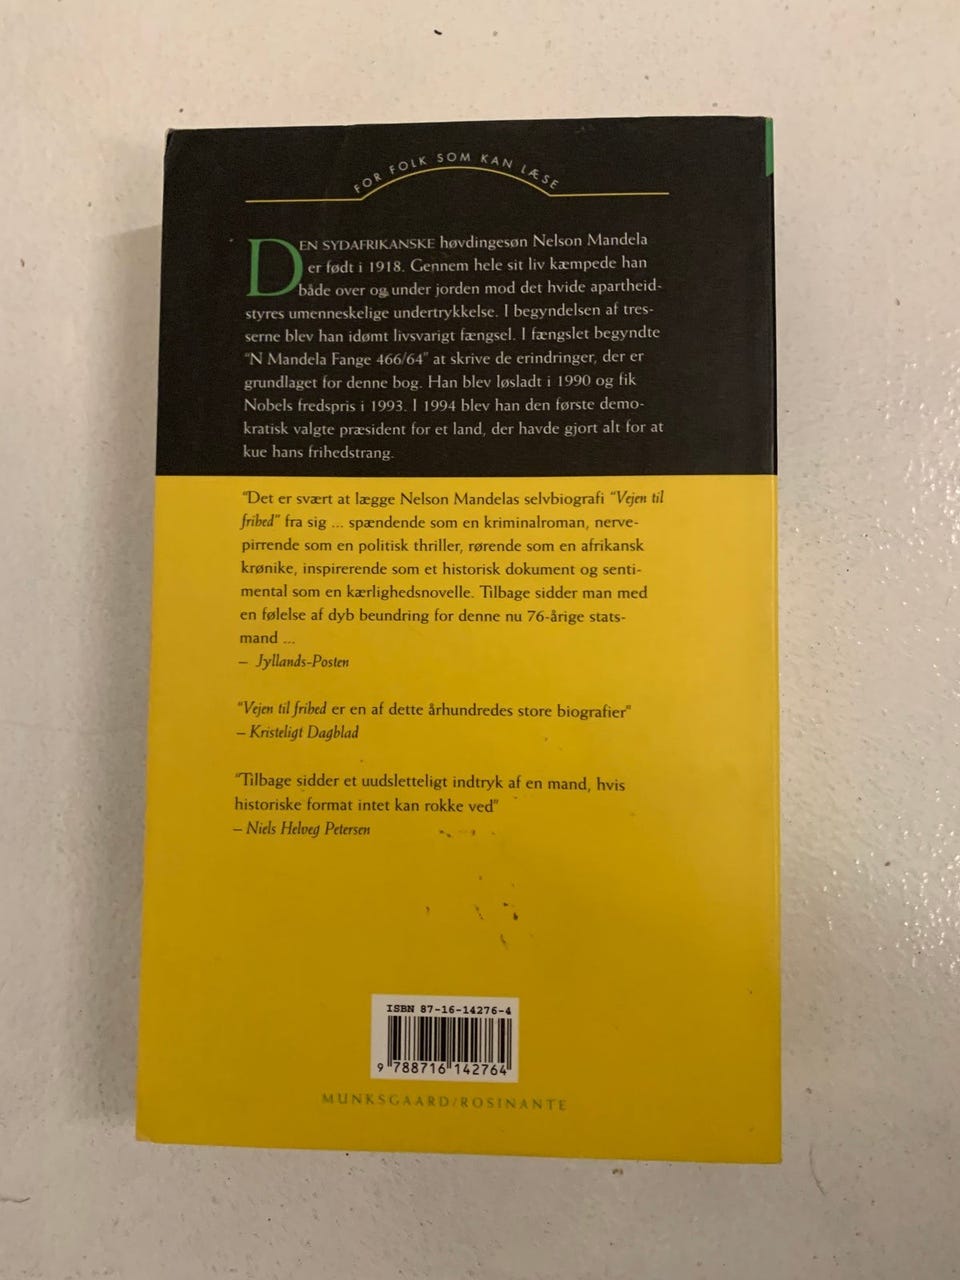 FOR FOLK SOM KAN LÆSE
DEN SYDAFRIKANSKE høvdingesøn Nelson Mandela
er født i 1918. Gennem hele sit liv kæmpede han
både over og under jorden mod det hvide apartheid-
styres umenneskelige undertrykkelse. I begyndelsen af tres-
serne blev han idømt livsvarigt fængsel. I fængslet begyndte
"N Mandela Fange 466/64" at skrive de erindringer, der er
grundlaget for denne bog. Han blev løsladt i 1990 og fik
Nobels fredspris i 1993. I 1994 blev han den første demo-
kratisk valgte præsident for et land, der havde gjort alt for at
kue hans frihedstrang.
"Det er svært at lægge Nelson Mandelas selvbiografi "Vejen til
frihed" fra sig ... spændende som en kriminalroman, nerve-
pirrende som en politisk thriller, rørende som en afrikansk
krønike, inspirerende som et historisk dokument og senti-
mental som en kærlighedsnovelle. Tilbage sidder man med
en følelse af dyb beundring for denne nu 76-årige stats-
mand ...
– Jyllands-Posten
"Vejen til frihed er en af dette århundredes store biografier"
– Kristeligt Dagblad
"Tilbage sidder et uudsletteligt indtryk af en mand, hvis
historiske format intet kan rokke ved"
– Niels Helveg Petersen
ISBN 87-16-14276-4
9 788716 142764
MUNKSGAARD/ROSINANTE